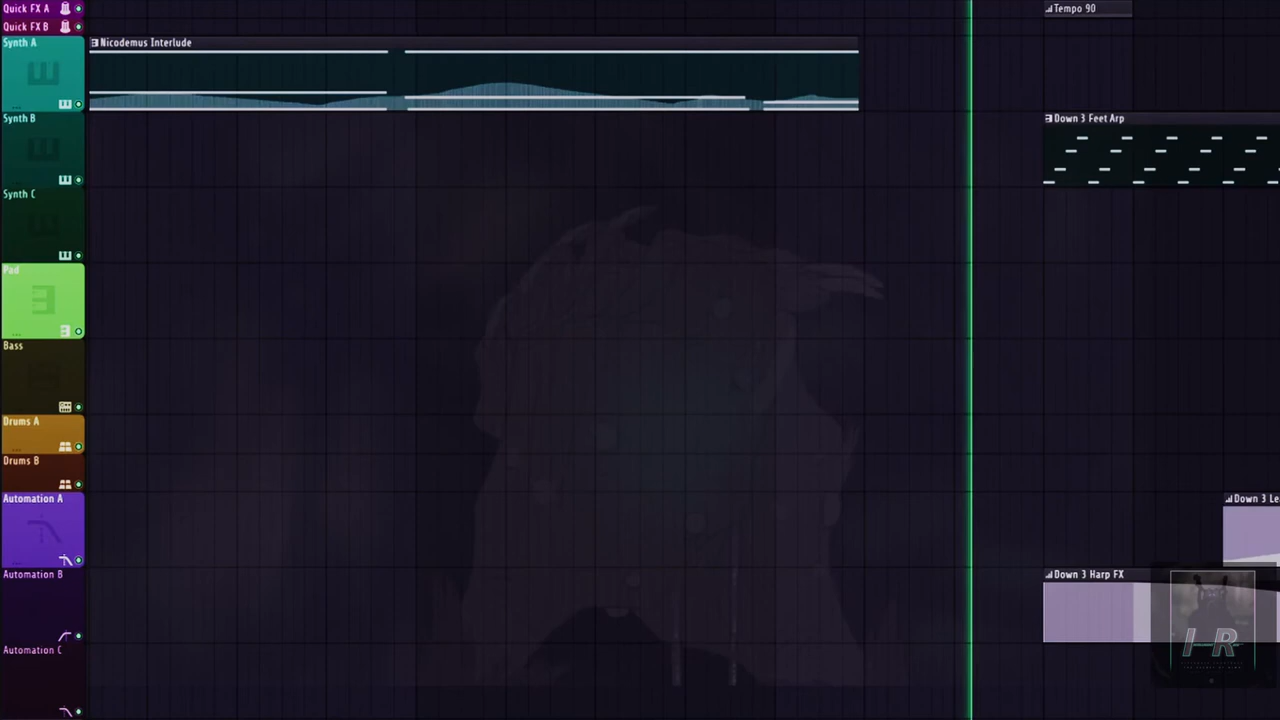 Quick FX A
Tempo 90
Quick FX B
Synth A
Nicodemus Interlude
Synth B
Down 3 Feet Arp
Synth C
Pad
Bass
Drums A
Drums B
Automation A
Down 3 Le
Automation B
Down 3 Harp FX
I-R
Automation C